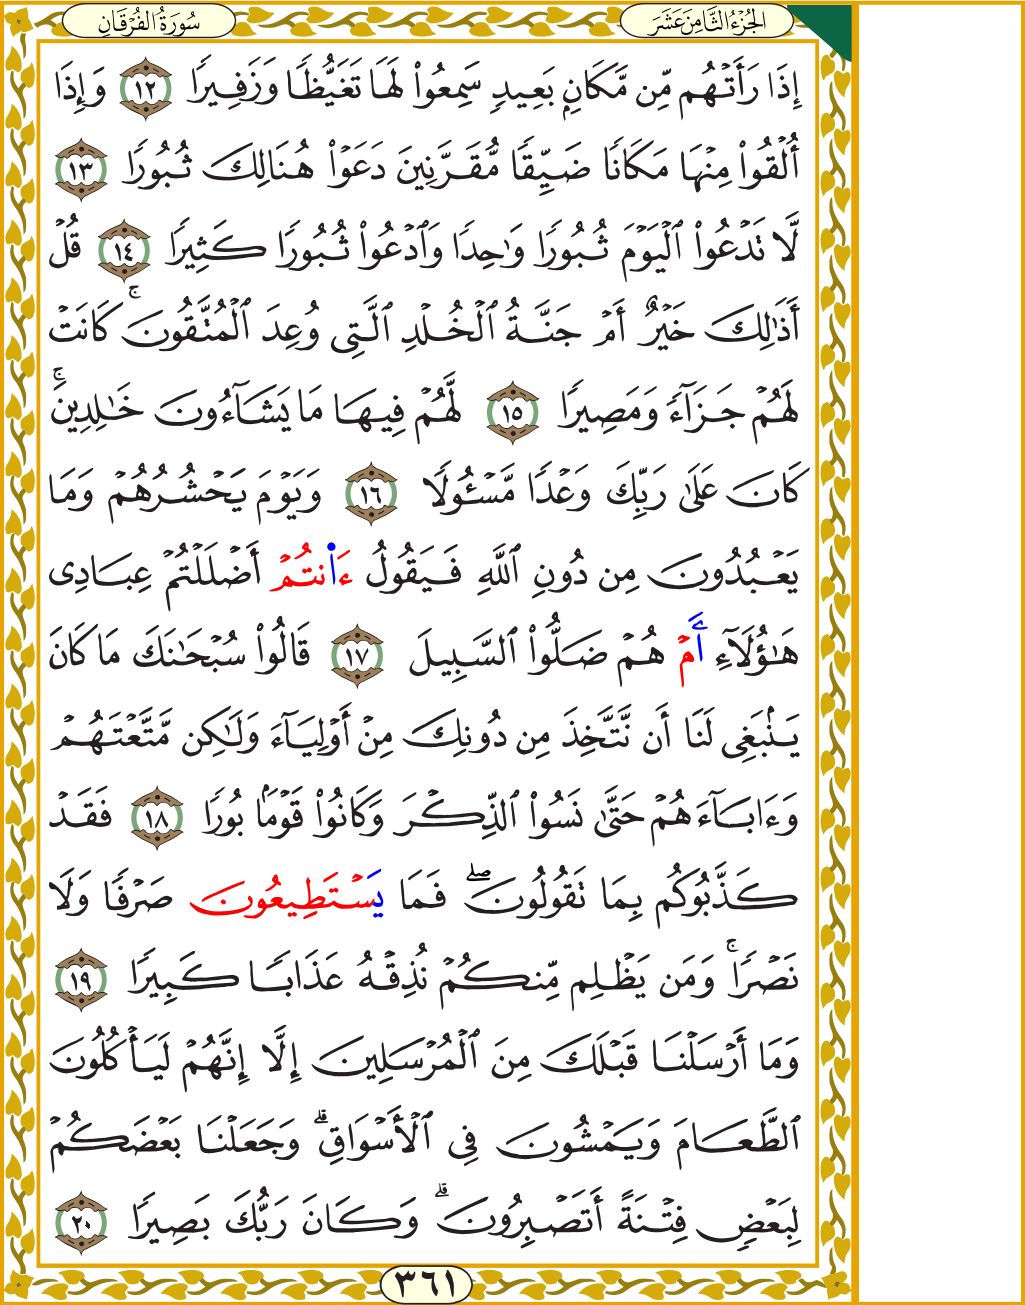 الجُزْءُ الثَّامِنَ عَشَرَ
سُورَةُ الفُرْقَانِ
إِذَا رَأَتْهُم مِّن مَّكَانِۭ بَعِيدٖ سَمِعُواْ لَهَا تَغَيُّظٗا وَزَفِيرٗا ١٢ وَإِذَا
أُلْقُواْ مِنْهَا مَكَانٗا ضَيِّقٗا مُّقَرَّنِينَ دَعَوْاْ هُنَالِكَ ثُبُورٗا ١٣
لَّا تَدْعُواْ ٱلْيَوْمَ ثُبُورٗا وَٰحِدٗا وَٱدْعُواْ ثُبُورٗا كَثِيرٗا ١٤ قُلْ
أَذَٰلِكَ خَيْرٌ أَمْ جَنَّةُ ٱلْخُلْدِ ٱلَّتِي وُعِدَ ٱلْمُتَّقُونَۚ كَانَتْ
لَهُمْ جَزَآءٗ وَمَصِيرٗا ١٥ لَّهُمْ فِيهَا مَا يَشَآءُونَ خَٰلِدِينَۚ
كَانَ عَلَىٰ رَبِّكَ وَعْدٗا مَّسْـُٔولٗا ١٦ وَيَوْمَ يَحْشُرُهُمْ وَمَا
يَعْبُدُونَ مِن دُونِ ٱللَّهِ فَيَقُولُ ءَا۬نتُمْ أَضْلَلْتُمْ عِبَادِي
هَٰٓؤُلَآءِ أَمْ هُمْ ضَلُّواْ ٱلسَّبِيلَ ١٧ قَالُواْ سُبْحَٰنَكَ مَا كَانَ
يَنۢبَغِي لَنَا أَن نَّتَّخِذَ مِن دُونِكَ مِنْ أَوْلِيَآءَ وَلَٰكِن مَّتَّعْتَهُمْ
وَءَابَآءَهُمْ حَتَّىٰ نَسُواْ ٱلذِّكْرَ وَكَانُواْ قَوْمَۢا بُورٗا ١٨ فَقَدْ
كَذَّبُوكُم بِمَا تَقُولُونَۖ فَمَا يَسْتَطِيعُونَ صَرْفٗا وَلَا
نَصْرٗاۚ وَمَن يَظْلِم مِّنكُمْ نُذِقْهُ عَذَابٗا كَبِيرٗا ١٩
وَمَا أَرْسَلْنَا قَبْلَكَ مِنَ ٱلْمُرْسَلِينَ إِلَّا إِنَّهُمْ لَيَأْكُلُونَ
ٱلطَّعَامَ وَيَمْشُونَ فِي ٱلْأَسْوَاقِۗ وَجَعَلْنَا بَعْضَكُمْ
لِبَعْضٖ فِتْنَةً أَتَصْبِرُونَۗ وَكَانَ رَبُّكَ بَصِيرٗا ٢٠
٣٦١